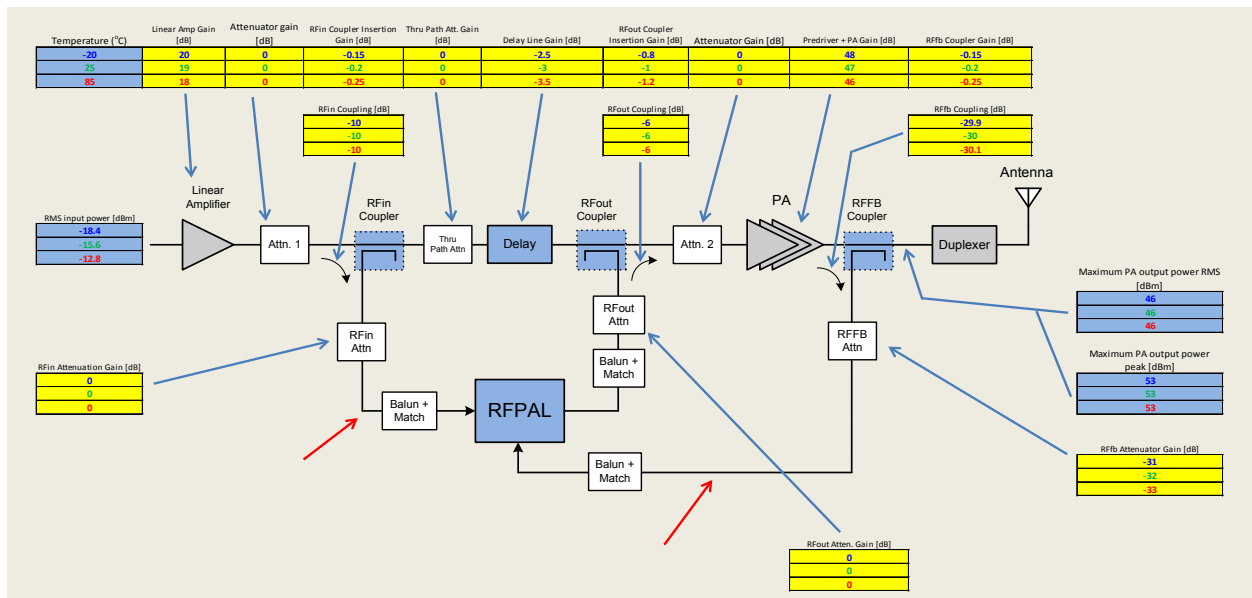 Temperature (°C)
Linear Amp Gain [dB]
Attenuator gain [dB]
RFin Coupler Insertion Gain [dB]
Thru Path Att. Gain [dB]
Delay Line Gain [dB]
RFout Coupler Insertion Gain [dB]
Attenuator Gain [dB]
Predriver + PA Gain [dB]
RFfb Coupler Gain [dB]
-20 20 0 -0.15 0 -2.5 -0.8 0 48 -0.15
25 19 0 -0.2 0 -3 -1 0 47 -0.2
85 18 0 -0.25 0 -3.5 -1.2 0 46 -0.25
RFin Coupling [dB]
-10
-10
-10
RFout Coupling [dB]
-6
-6
-6
RFfb Coupling [dB]
-29.9
-30
-30.1
Antenna
Linear
Amplifier
RFin
Coupler
RFout
Coupler
PA
RFFB
Coupler
RMS input power [dBm]
-18.4
-15.6
-12.8
Attn. 1
Thru
Path Attn
Delay
Attn. 2
Duplexer
Maximum PA output power RMS
[dBm]
46
46
46
RFin
Attn
RFout
Attn
RFFB
Attn
Maximum PA output power
peak [dBm]
53
53
53
RFin Attenuation Gain [dB]
0
0
0
Balun +
Match
Balun +
Match
RFPAL
Balun +
Match
RFfb Attenuator Gain [dB]
-31
-32
-33
RFout Atten. Gain [dB]
0
0
0